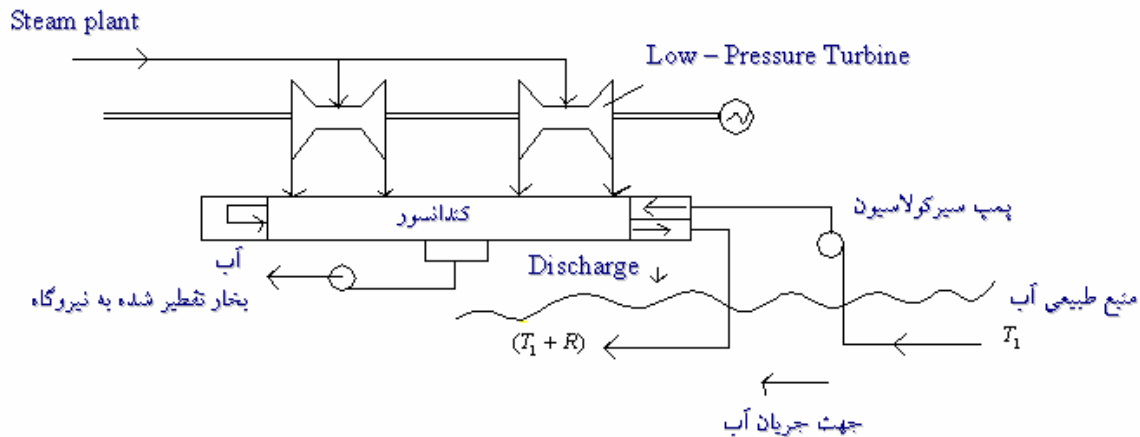 Steam plant
Low – Pressure Turbine
کندانسور
پمپ سیرکولاسیون
آب
بخار تقطیر شده به نیروگاه
Discharge
منبع طبیعی آب
(T₁ + R)
T₁
جهت جریان آب